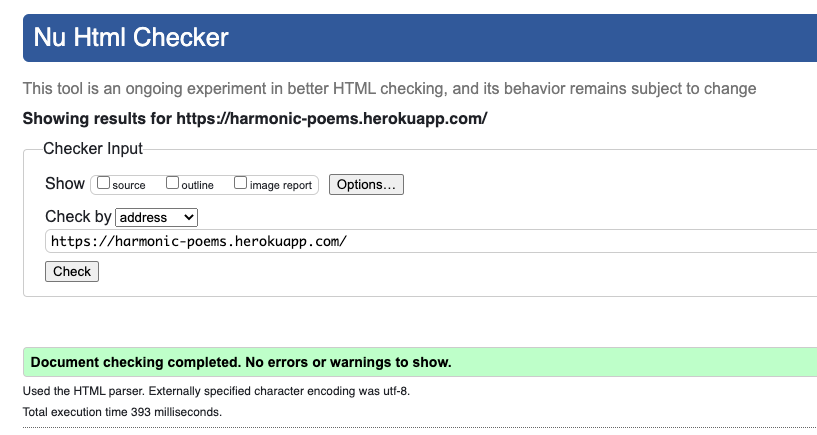 Nu Html Checker
This tool is an ongoing experiment in better HTML checking, and its behavior remains subject to change
Showing results for https://harmonic-poems.herokuapp.com/
Checker Input
Show source outline image report Options…
Check by address
https://harmonic-poems.herokuapp.com/
Check
Document checking completed. No errors or warnings to show.
Used the HTML parser. Externally specified character encoding was utf-8.
Total execution time 393 milliseconds.